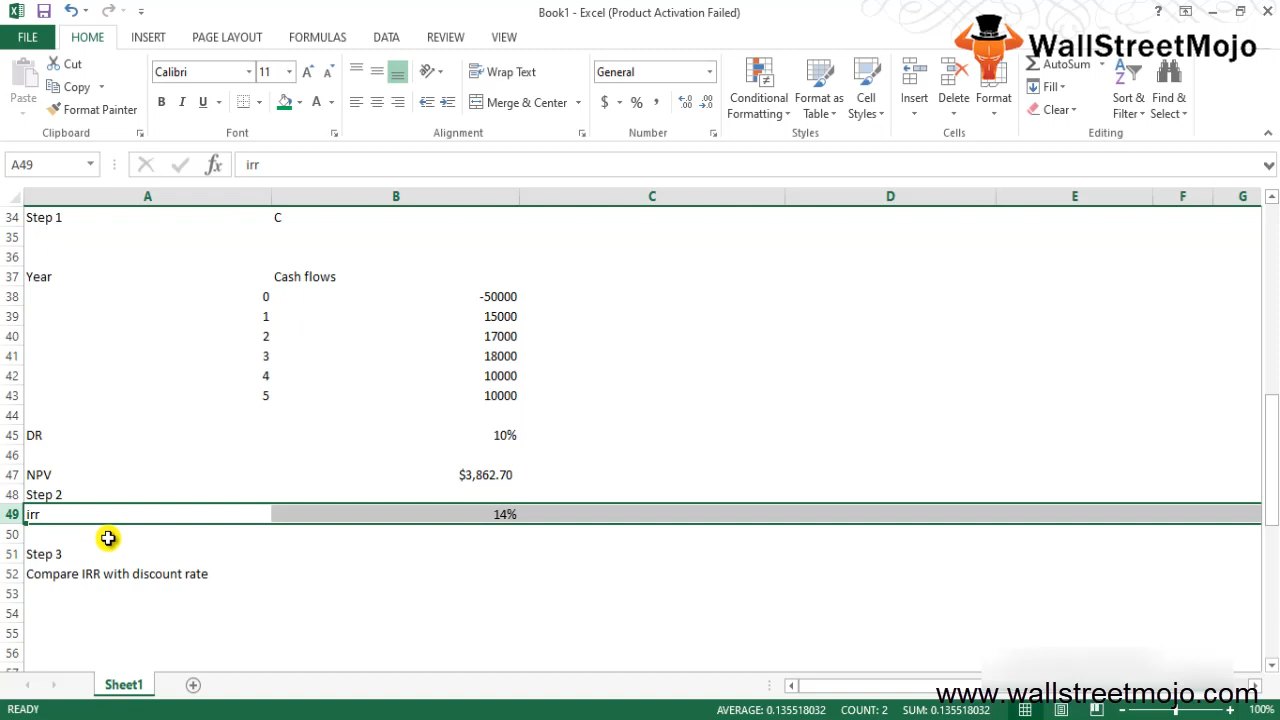 Book1 - Excel (Product Activation Failed)
?
WallStreetMojo
FILE HOME INSERT PAGE LAYOUT FORMULAS DATA REVIEW VIEW
Paste
Cut
Copy
Format Painter
Clipboard
Calibri 11
B I U
Font
Wrap Text
Merge & Center
Alignment
General
$ % ,
Number
Conditional Formatting
Format as Table
Cell Styles
Styles
Insert Delete Format
Cells
AutoSum
Fill
Clear
Sort & Filter
Find & Select
Editing
A49 fx irr
A B C D E F G
34 Step 1 C
35
36
37 Year Cash flows
38 0 -50000
39 1 15000
40 2 17000
41 3 18000
42 4 10000
43 5 10000
44
45 DR 10%
46
47 NPV $3,862.70
48 Step 2
49 irr 14%
50
51 Step 3
52 Compare IRR with discount rate
53
54
55
56
Sheet1
www.wallstreetmojo.com
READY AVERAGE: 0.135518032 COUNT: 2 SUM: 0.135518032 100%